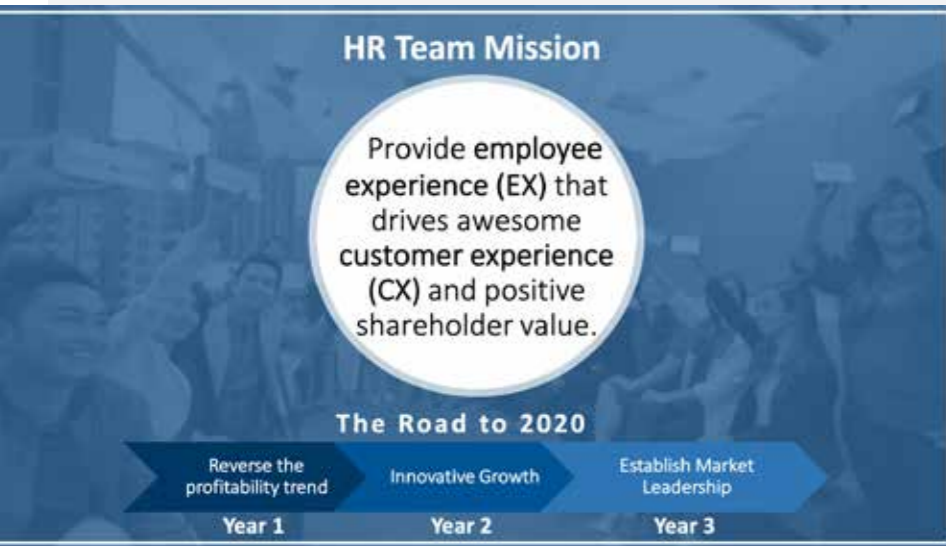 HR Team Mission
Provide employee
experience (EX) that
drives awesome
customer experience
(CX) and positive
shareholder value.
The Road to 2020
Reverse the
profitability trend
Innovative Growth
Establish Market
Leadership
Year 1
Year 2
Year 3